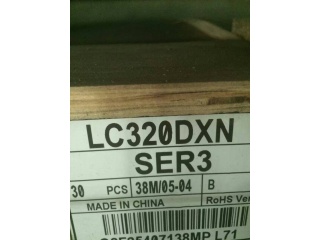 LC320DXN
SER3
30 PCS 38M/05-04 B
MADE IN CHINA RoHS Ver